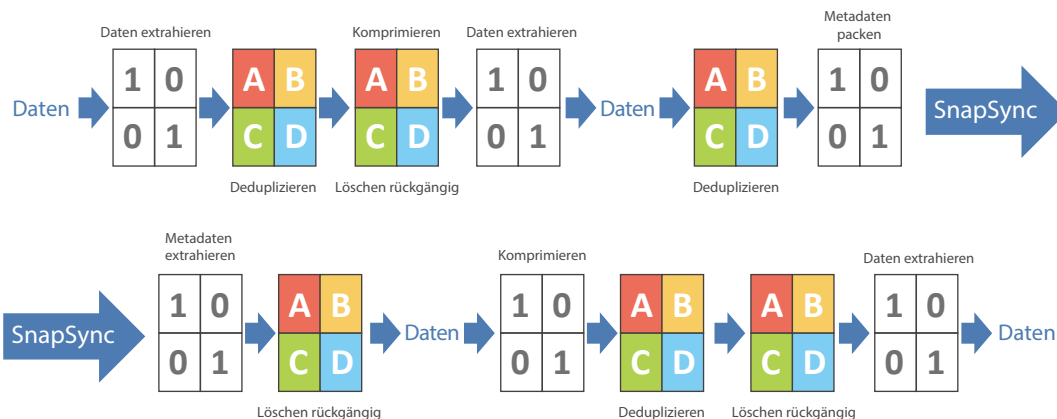 Daten
Daten extrahieren
1 0
0 1
A B
C D
Deduplizieren
Komprimieren
A B
C D
Löschen rückgängig
Daten extrahieren
1 0
0 1
Daten
A B
C D
Deduplizieren
Metadaten
packen
1 0
0 1
SnapSync
SnapSync
Metadaten
extrahieren
1 0
0 1
A B
C D
Löschen rückgängig
Daten
Komprimieren
1 0
0 1
A B
C D
Deduplizieren
A B
C D
Löschen rückgängig
Daten extrahieren
1 0
0 1
Daten